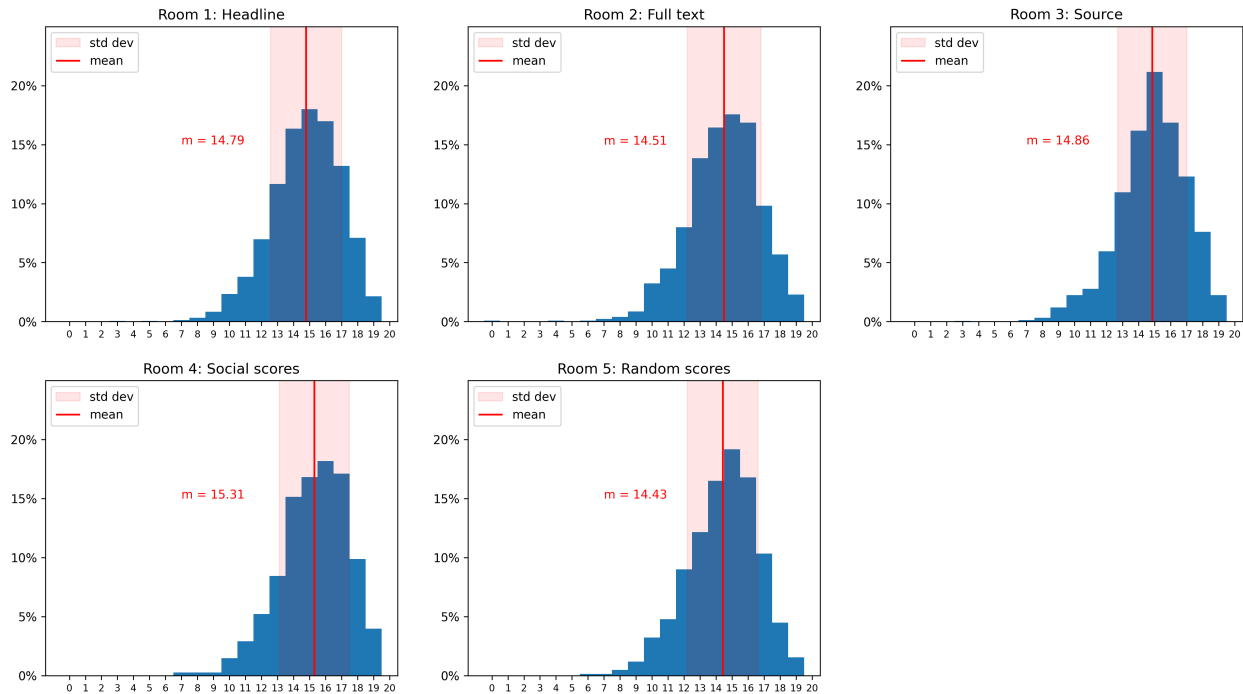 Room 1: Headline
std dev
mean
20%
15%
10%
5%
0%
m = 14.79
0 1 2 3 4 5 6 7 8 9 10 11 12 13 14 15 16 17 18 19 20
Room 2: Full text
std dev
mean
20%
15%
10%
5%
0%
m = 14.51
0 1 2 3 4 5 6 7 8 9 10 11 12 13 14 15 16 17 18 19 20
Room 3: Source
std dev
mean
20%
15%
10%
5%
0%
m = 14.86
0 1 2 3 4 5 6 7 8 9 10 11 12 13 14 15 16 17 18 19 20
Room 4: Social scores
std dev
mean
20%
15%
10%
5%
0%
m = 15.31
0 1 2 3 4 5 6 7 8 9 10 11 12 13 14 15 16 17 18 19 20
Room 5: Random scores
std dev
mean
20%
15%
10%
5%
0%
m = 14.43
0 1 2 3 4 5 6 7 8 9 10 11 12 13 14 15 16 17 18 19 20